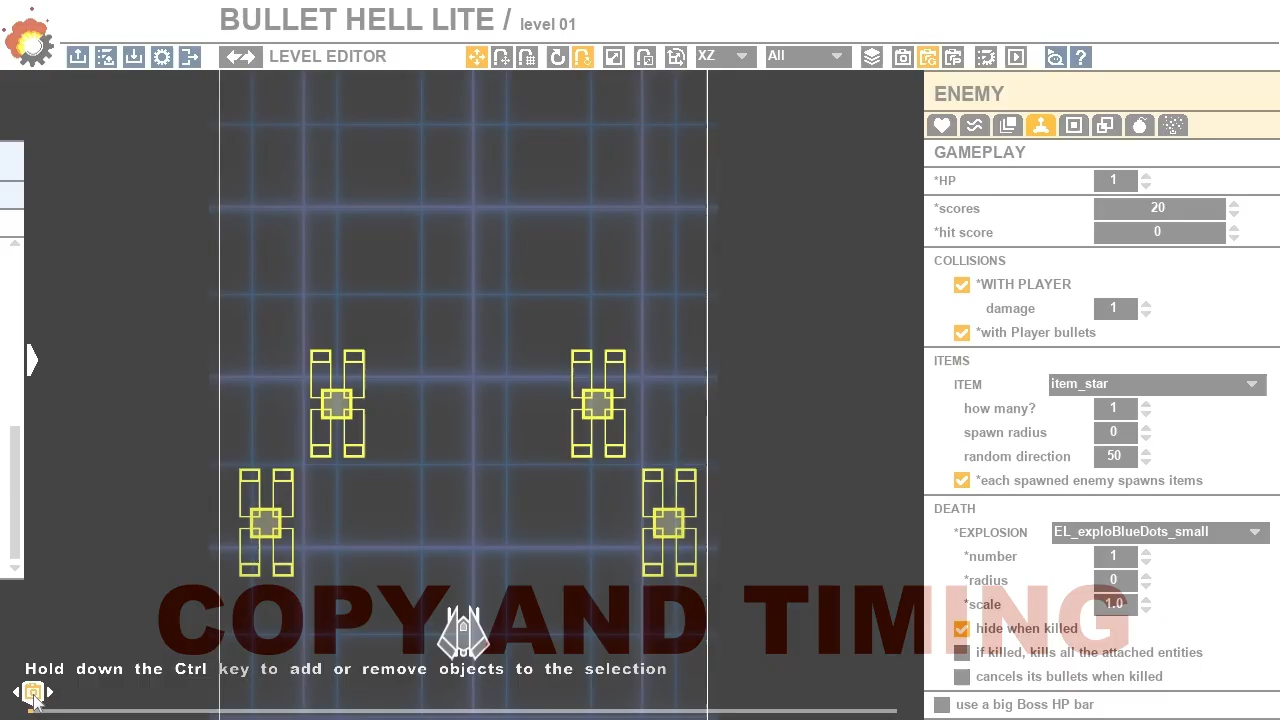 BULLET HELL LITE / level 01
LEVEL EDITOR
XZ
All
?
ENEMY
GAMEPLAY
*HP 1
*scores 20
*hit score 0
COLLISIONS
*WITH PLAYER
damage 1
*with Player bullets
ITEMS
ITEM item_star
how many? 1
spawn radius 0
random direction 50
*each spawned enemy spawns items
DEATH
*EXPLOSION EL_exploBlueDots_small
*number 1
*radius 0
*scale 1.0
hide when killed
if killed, kills all the attached entities
cancels its bullets when killed
use a big Boss HP bar
COPY AND TIMING
Hold down the Ctrl key to add or remove objects to the selection